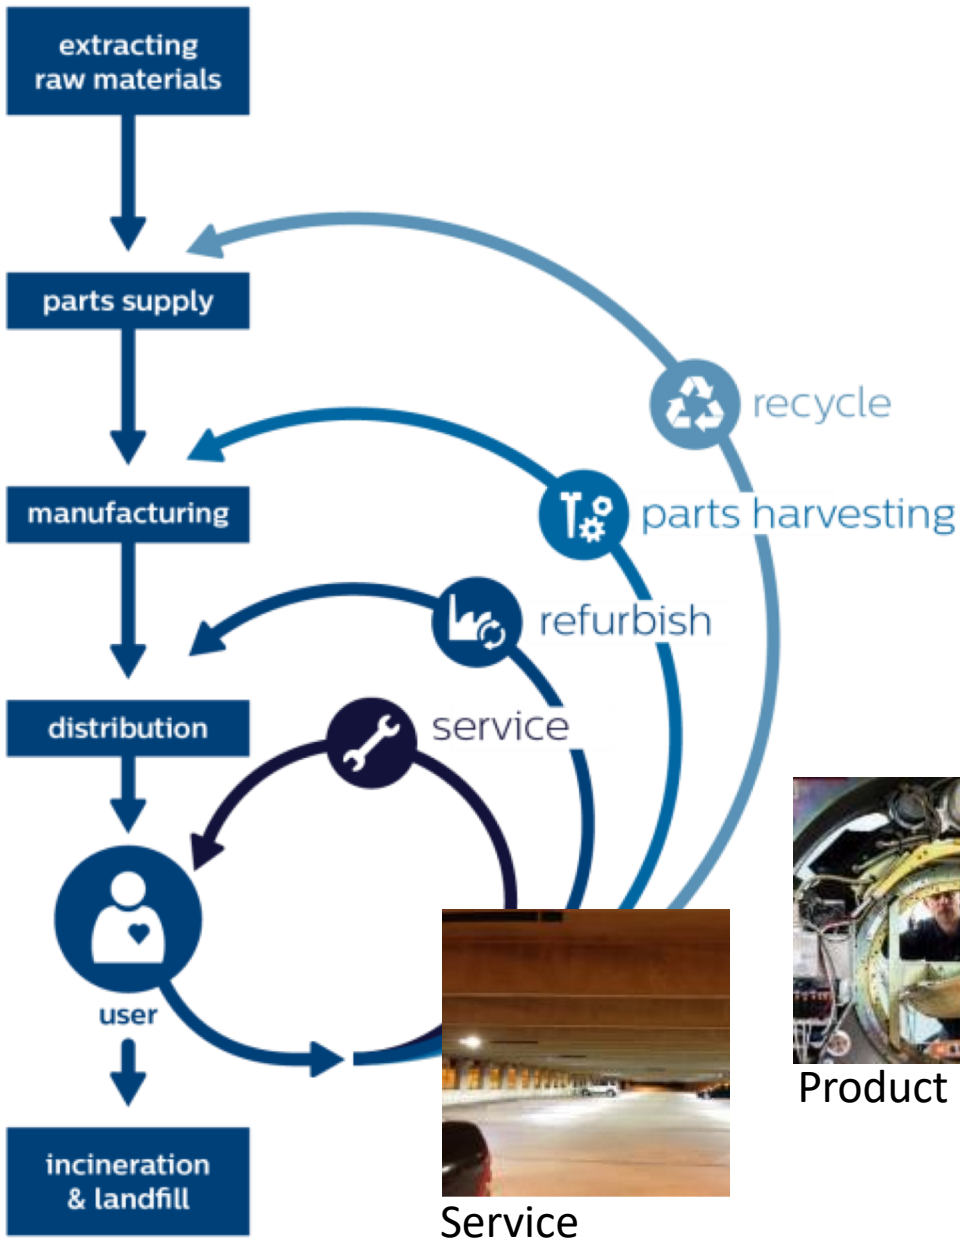 extracting
raw materials
parts supply
recycle
manufacturing
parts harvesting
refurbish
distribution
service
user
Product
incineration
& landfill
Service